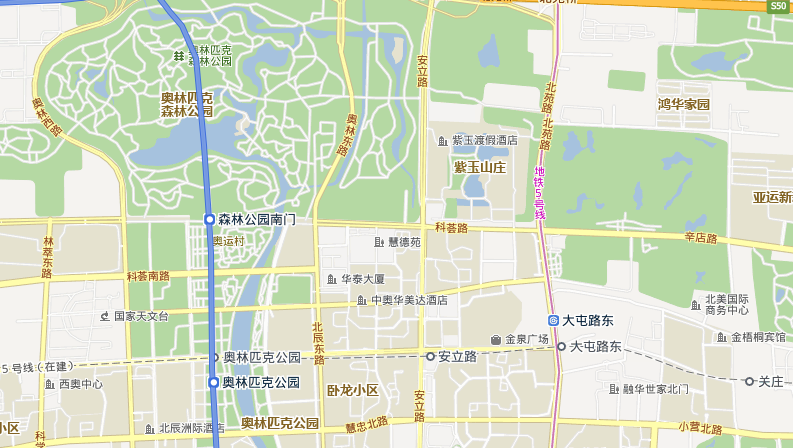 北苑桥
S50
奥林匹克
森林公园
安立路
奥林西路
奥林匹克
森林公园
奥林东路
北苑路
北苑路
鸿华家园
紫玉渡假酒店
紫玉山庄
地铁5号线
亚运新
森林公园南门
科荟路
辛店路
奥运村
慧德苑
林萃东路
科荟南路
华泰大厦
中奥华美达酒店
北美国际
商务中心
国家天文台
大屯路东
北辰东路
金泉广场
大屯路东
金梧桐宾馆
奥林匹克公园
安立路
5号线（在建）
西奥中心
奥林匹克公园
卧龙小区
融华世家北门
关庄
安立路
小区
科学
北辰洲际酒店
奥林匹克公园
慧忠北路
小营北路